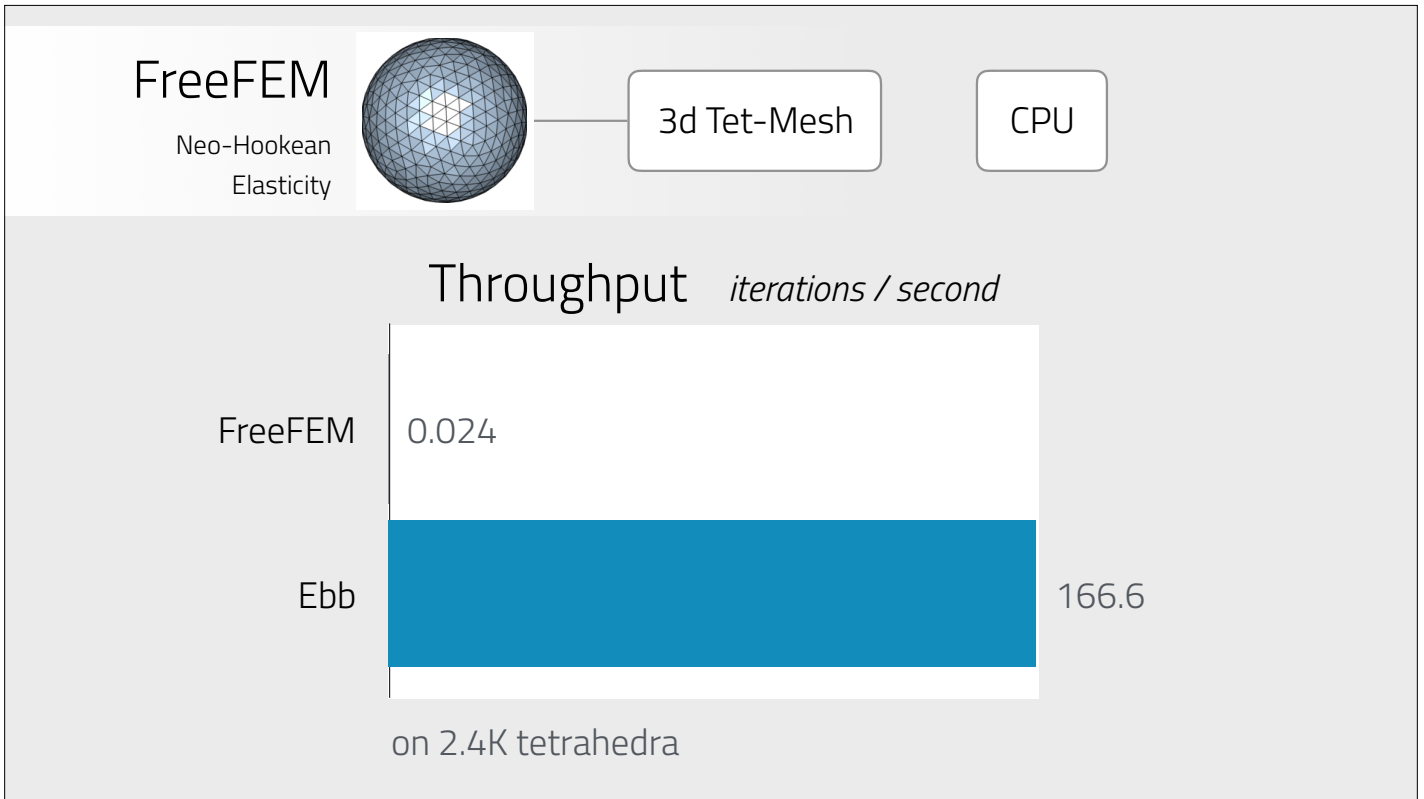 FreeFEM
Neo-Hookean
Elasticity
3d Tet-Mesh
CPU
Throughput iterations / second
FreeFEM 0.024
Ebb 166.6
on 2.4K tetrahedra